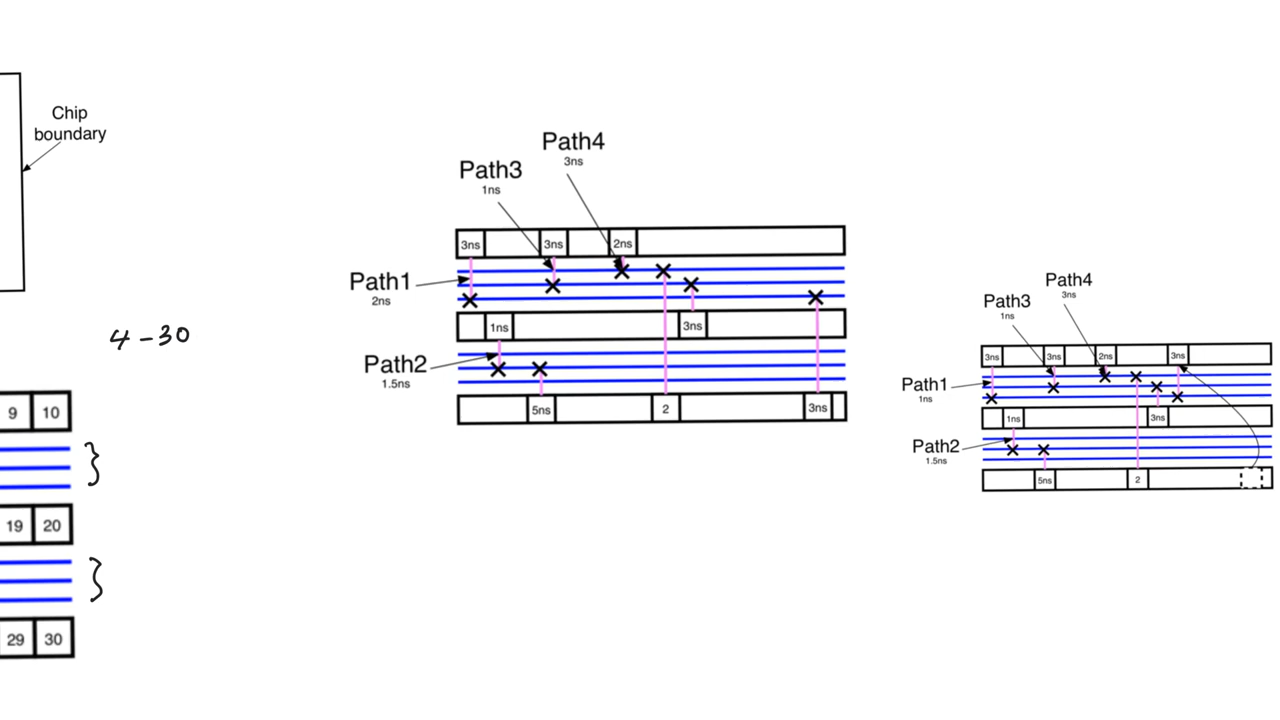 Chip
boundary
4-30
9 10
19 20
29 30
Path4
3ns
Path3
1ns
3ns 3ns 2ns
Path1
2ns
1ns 3ns
Path2
1.5ns
5ns 2 3ns
Path4
3ns
Path3
1ns
3ns 3ns 2ns 3ns
Path1
1ns
1ns 3ns
Path2
1.5ns
5ns 2